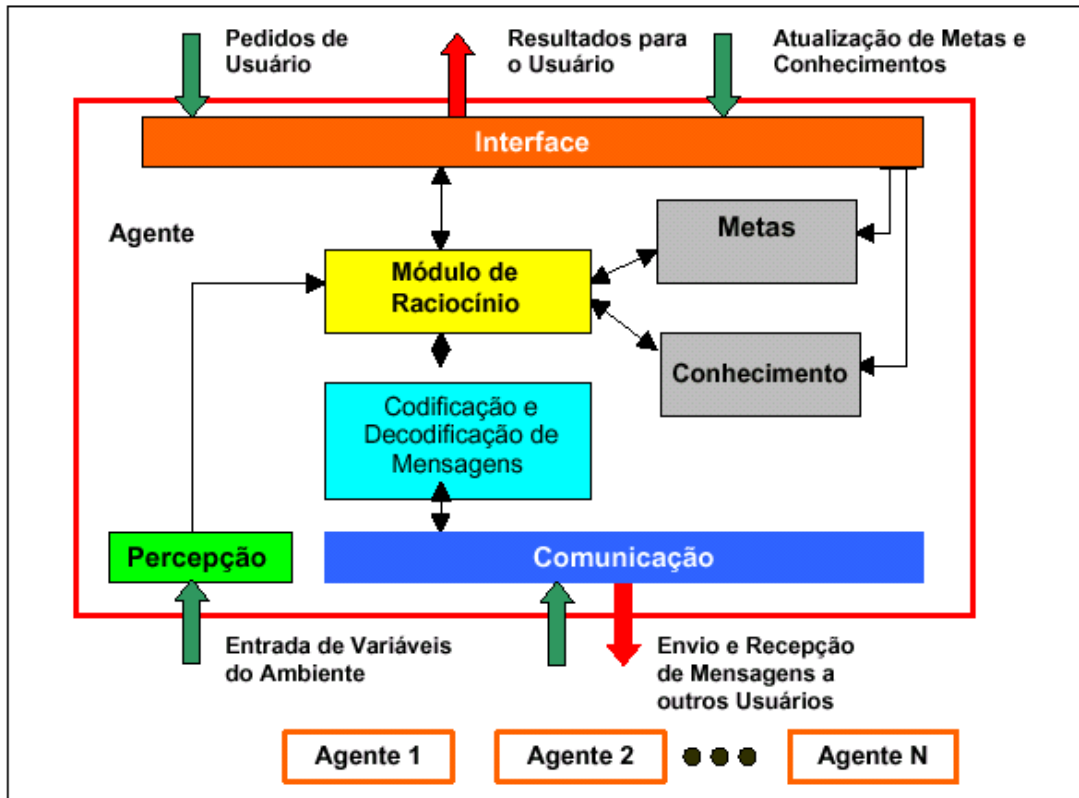 Pedidos de
Usuário
Resultados para
o Usuário
Atualização de Metas e
Conhecimentos
Interface
Agente
Metas
Módulo de
Raciocínio
Conhecimento
Codificação e
Decodificação de
Mensagens
Percepção
Comunicação
Entrada de Variáveis
do Ambiente
Envio e Recepção
de Mensagens a
outros Usuários
Agente 1
Agente 2
Agente N